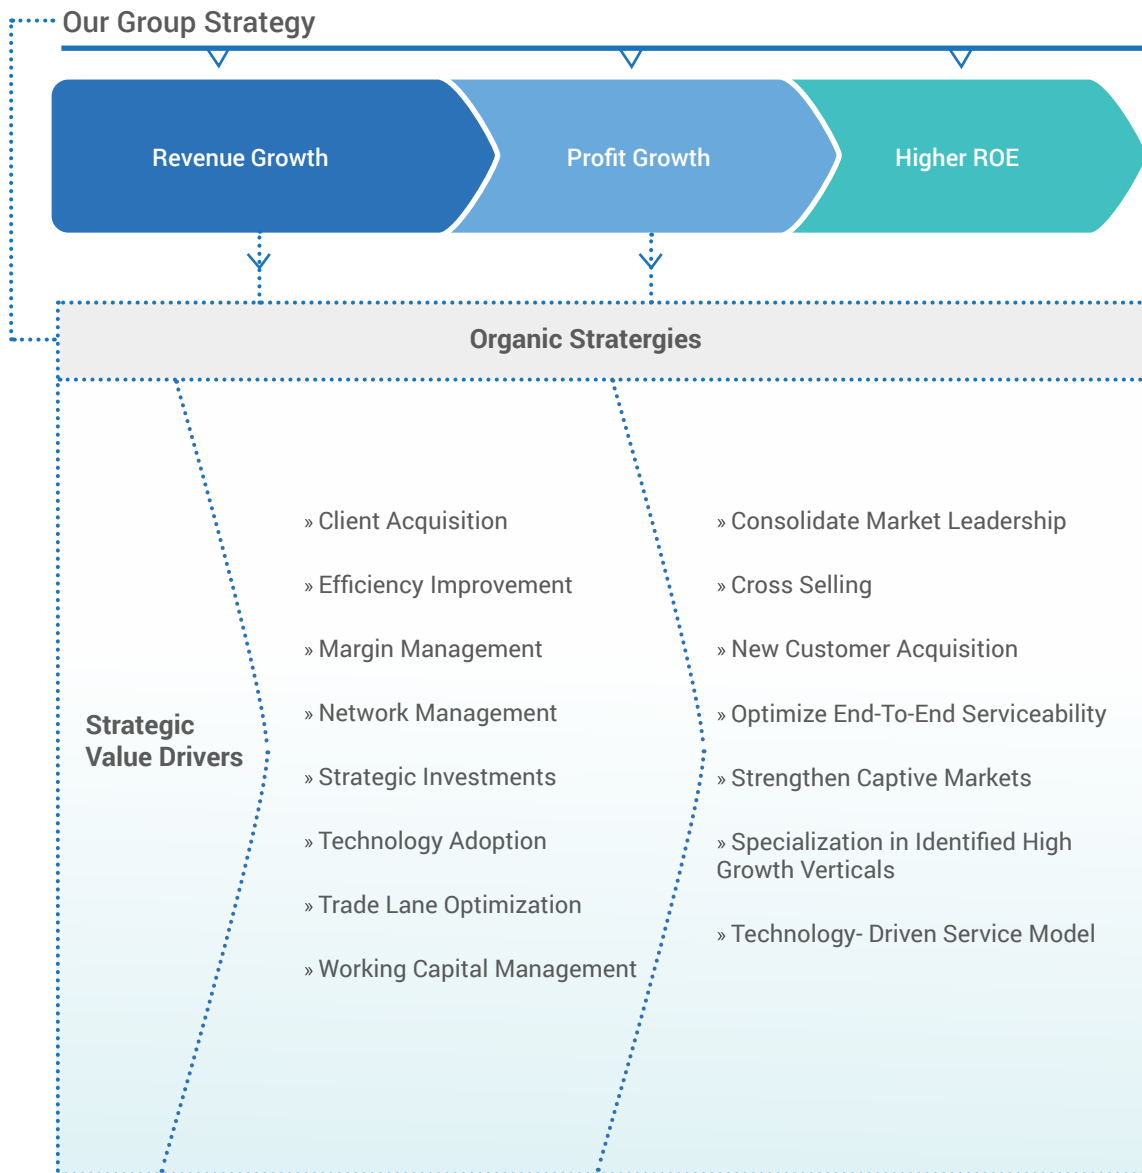 Our Group Strategy
Revenue Growth
Profit Growth
Higher ROE
Organic Stratergies
Strategic
Value Drivers
» Client Acquisition
» Efficiency Improvement
» Margin Management
» Network Management
» Strategic Investments
» Technology Adoption
» Trade Lane Optimization
» Working Capital Management
» Consolidate Market Leadership
» Cross Selling
» New Customer Acquisition
» Optimize End-To-End Serviceability
» Strengthen Captive Markets
» Specialization in Identified High
Growth Verticals
» Technology- Driven Service Model